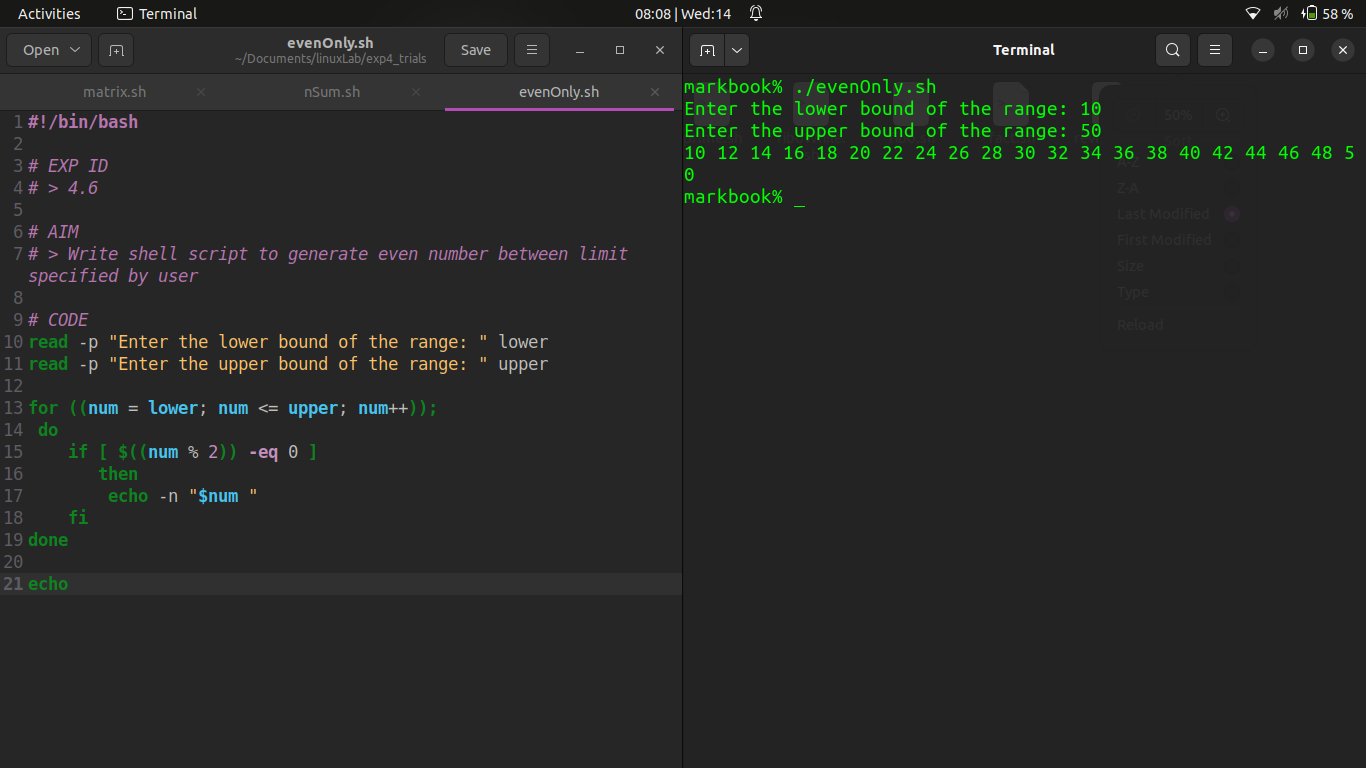 Activities Terminal 08:08 | Wed:14 58 %
Open evenOnly.sh Save
~/Documents/linuxLab/exp4_trials
matrix.sh nSum.sh evenOnly.sh
1 #!/bin/bash
2
3 # EXP ID
4 # > 4.6
5
6 # AIM
7 # > Write shell script to generate even number between limit
specified by user
8
9 # CODE
10 read -p "Enter the lower bound of the range: " lower
11 read -p "Enter the upper bound of the range: " upper
12
13 for ((num = lower; num <= upper; num++));
14  do
15     if [ $((num % 2)) -eq 0 ]
16        then
17         echo -n "$num "
18     fi
19 done
20
21 echo
Terminal
markbook% ./evenOnly.sh
Enter the lower bound of the range: 10
Enter the upper bound of the range: 50
10 12 14 16 18 20 22 24 26 28 30 32 34 36 38 40 42 44 46 48 5
0
markbook% _
50%
A-Z
Z-A
Last Modified
First Modified
Size
Type
Reload